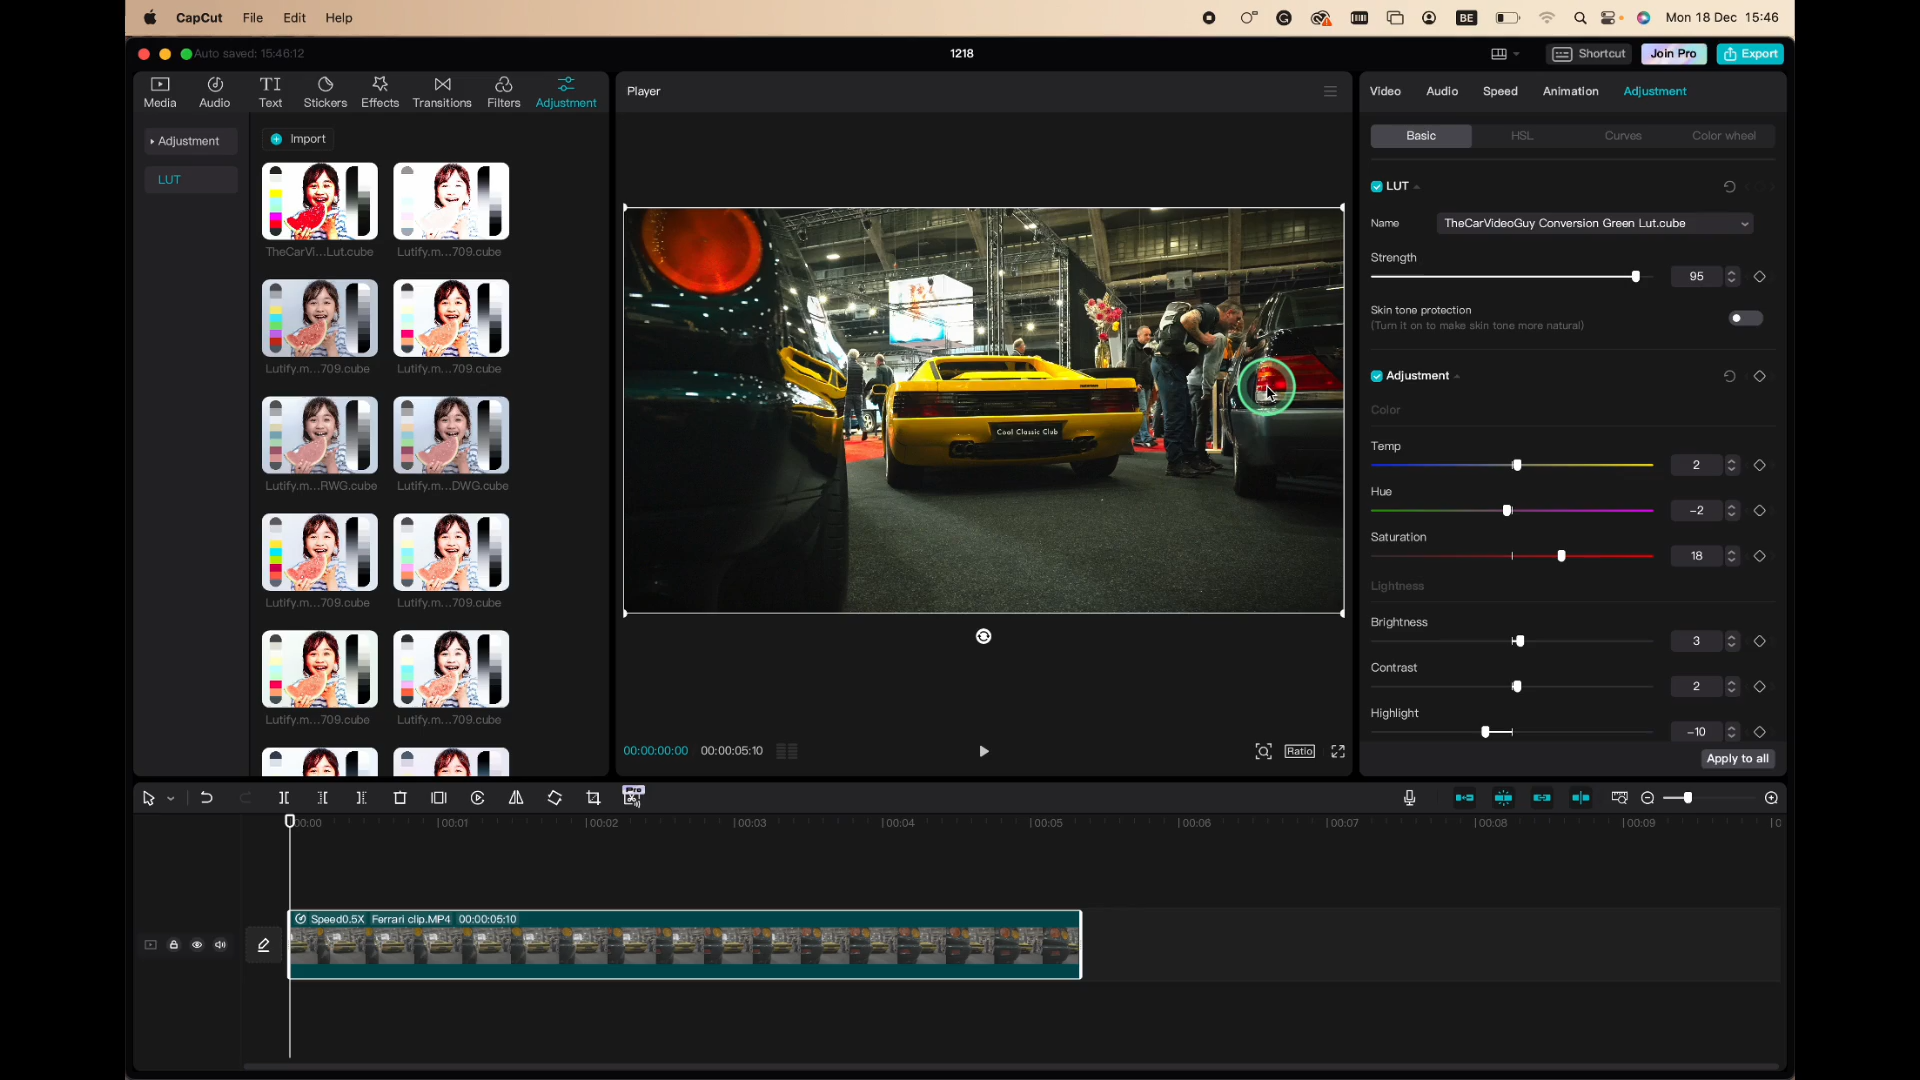 CapCut File Edit Help
BE Mon 18 Dec 15:46
Auto saved: 15:46:12
1218
Shortcut Join Pro Export
Media Audio Text Stickers Effects Transitions Filters Adjustment
Adjustment
LUT
Import
TheCarVi...Lut.cube Lutify.m...709.cube
Lutify.m...709.cube Lutify.m...709.cube
Lutify.m...RWG.cube Lutify.m...DWG.cube
Lutify.m...709.cube Lutify.m...709.cube
Lutify.m...709.cube Lutify.m...709.cube
Player
Cool Classic Club
00:00:00:00 00:00:05:10
Ratio
Video Audio Speed Animation Adjustment
Basic HSL Curves Color wheel
LUT
Name TheCarVideoGuy Conversion Green Lut.cube
Strength
95
Skin tone protection
(Turn it on to make skin tone more natural)
Adjustment
Color
Temp
2
Hue
-2
Saturation
18
Lightness
Brightness
3
Contrast
2
Highlight
-10
Apply to all
Pro
00:00 00:01 00:02 00:03 00:04 00:05 00:06 00:07 00:08 00:09
Speed0.5X Ferrari clip.MP4 00:00:05:10